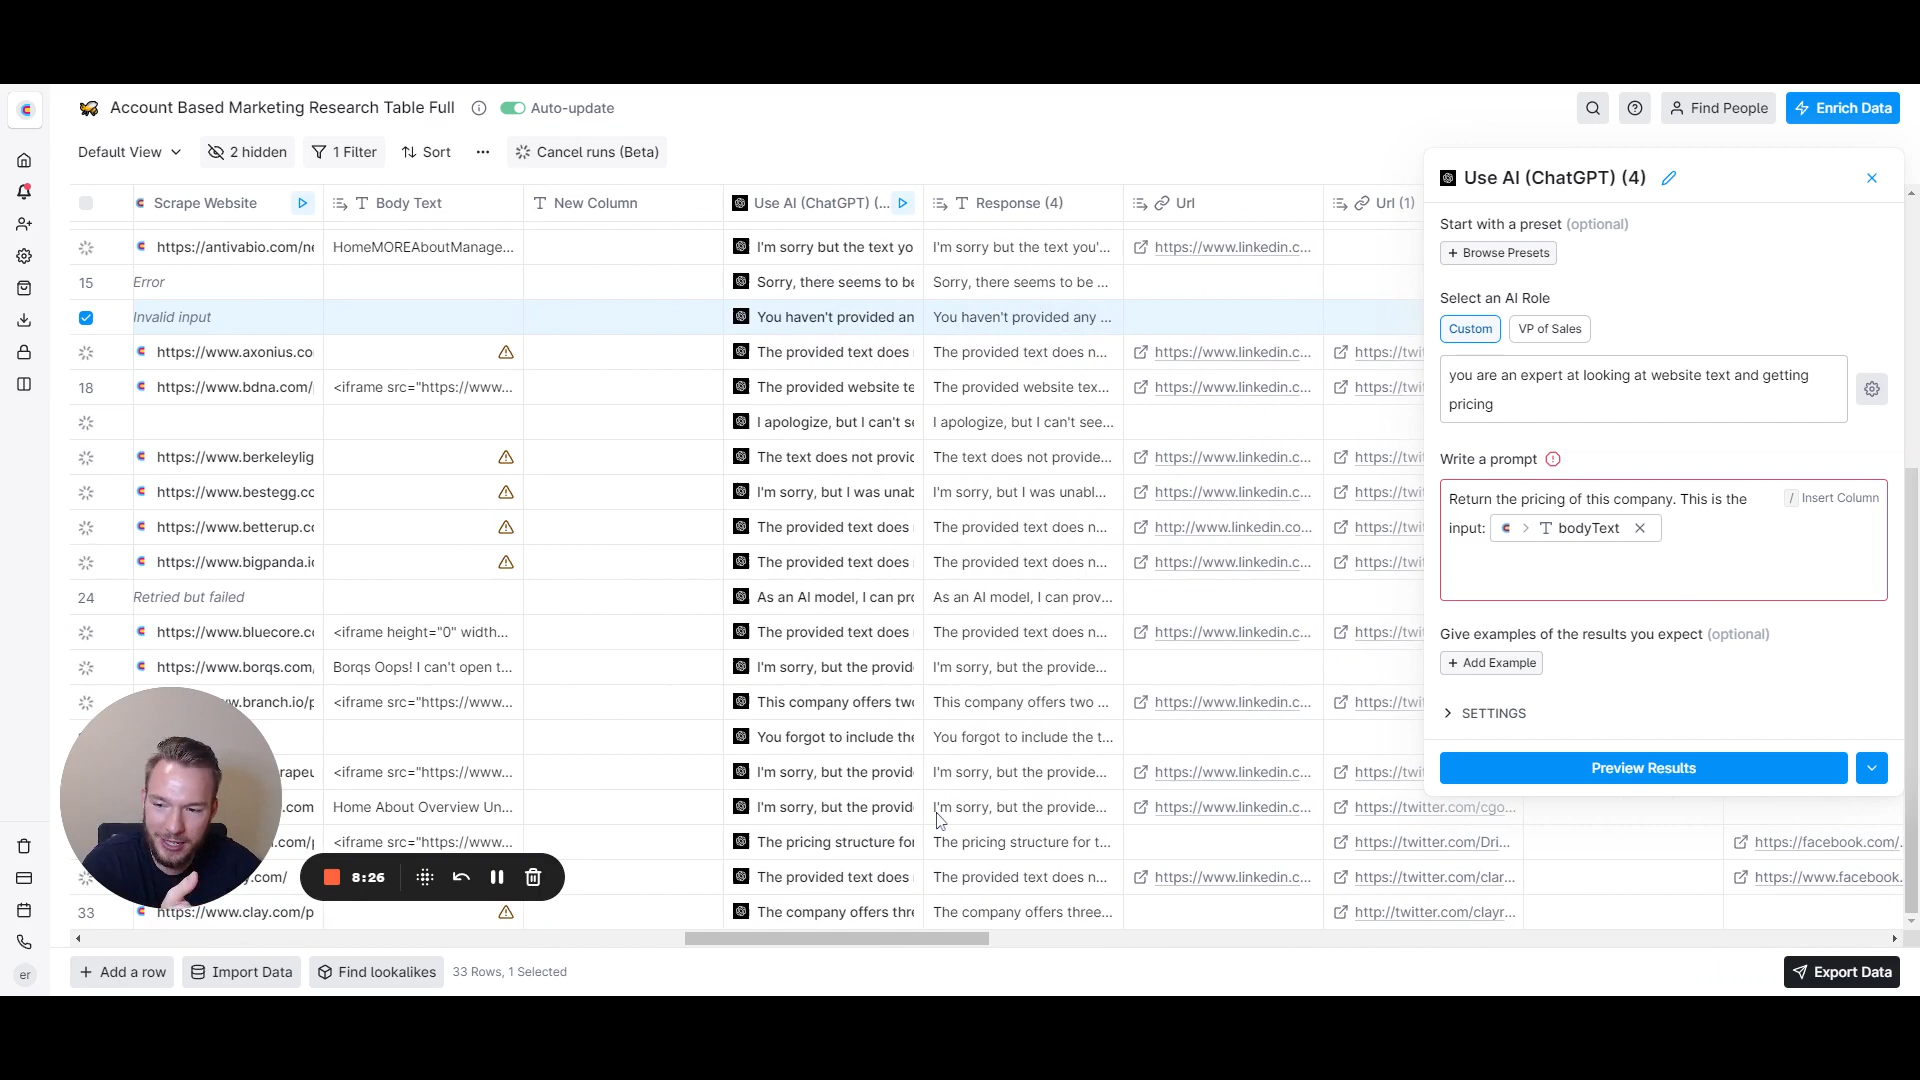 Account Based Marketing Research Table Full
Auto-update
Find People
Enrich Data
Default View
2 hidden
1 Filter
Sort
Cancel runs (Beta)
Scrape Website
Body Text
New Column
Use AI (ChatGPT) (...
Response (4)
Url
Url (1)
https://antivabio.com/ne
HomeMOREAboutManage...
I'm sorry but the text yo
I'm sorry but the text you'...
https://www.linkedin.c...
15
Error
Sorry, there seems to be
Sorry, there seems to be ...
Invalid input
You haven't provided an
You haven't provided any ...
https://www.axonius.co
The provided text does
The provided text does n...
https://www.linkedin.c...
https://twit
18
https://www.bdna.com/
<iframe src="https://www...
The provided website te
The provided website tex...
https://www.linkedin.c...
https://twit
I apologize, but I can't se
I apologize, but I can't see...
https://www.berkeleylig
The text does not provid
The text does not provide...
https://www.linkedin.c...
https://twit
https://www.bestegg.co
I'm sorry, but I was unab
I'm sorry, but I was unabl...
https://www.linkedin.c...
https://twit
https://www.betterup.co
The provided text does
The provided text does n...
http://www.linkedin.co...
https://twit
https://www.bigpanda.io
The provided text does
The provided text does n...
https://www.linkedin.c...
https://twit
24
Retried but failed
As an AI model, I can pro
As an AI model, I can prov...
https://www.bluecore.co
<iframe height="0" width...
The provided text does
The provided text does n...
https://www.linkedin.c...
https://twit
https://www.borqs.com,
Borqs Oops! I can't open t...
I'm sorry, but the provid
I'm sorry, but the provide...
w.branch.io/p
<iframe src="https://www...
This company offers two
This company offers two ...
https://www.linkedin.c...
https://twit
You forgot to include the
You forgot to include the t...
rapeu
<iframe src="https://www...
I'm sorry, but the provid
I'm sorry, but the provide...
https://www.linkedin.c...
https://twit
.com
Home About Overview Un...
I'm sorry, but the provid
I'm sorry, but the provide...
https://www.linkedin.c...
https://twitter.com/cgo...
<iframe src="https://www...
The pricing structure for
The pricing structure for t...
https://twitter.com/Dri...
https://facebook.com/.
y.com/
The provided text does
The provided text does n...
https://www.linkedin.c...
https://twitter.com/clar...
https://www.facebook.
33
https://www.clay.com/p
The company offers thre
The company offers three...
http://twitter.com/clayr...
8:26
Use AI (ChatGPT) (4)
Start with a preset (optional)
+ Browse Presets
Select an AI Role
Custom
VP of Sales
you are an expert at looking at website text and getting
pricing
Write a prompt
Return the pricing of this company. This is the
/ Insert Column
input: > bodyText
Give examples of the results you expect (optional)
+ Add Example
SETTINGS
Preview Results
er
+ Add a row
Import Data
Find lookalikes
33 Rows, 1 Selected
Export Data